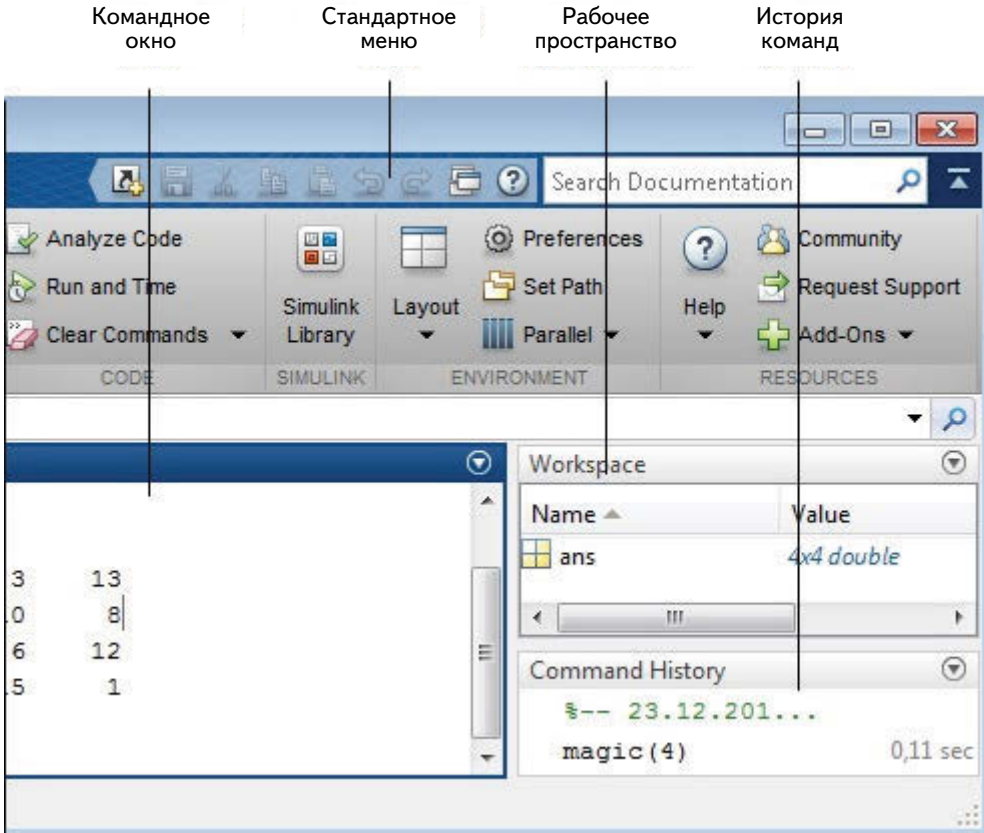 Командное окно
Стандартное меню
Рабочее пространство
История команд
Search Documentation
Analyze Code
Run and Time
Clear Commands
CODE
Simulink Library
SIMULINK
Layout
Preferences
Set Path
Parallel
ENVIRONMENT
Help
Community
Request Support
Add-Ons
RESOURCES
3 13
0 8
6 12
5 1
Workspace
Name Value
ans 4x4 double
Command History
%-- 23.12.201...
magic(4) 0,11 sec